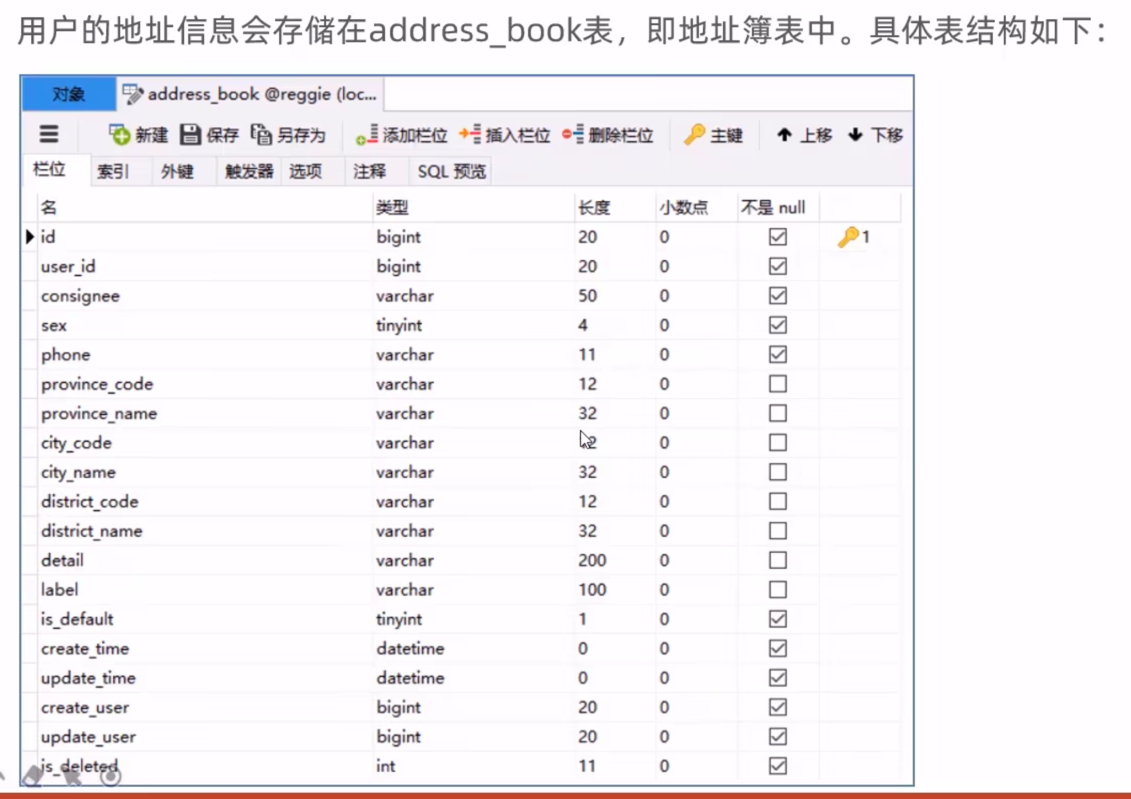 用户的地址信息会存储在address_book表，即地址簿表中。具体表结构如下：
对象 address_book @reggie (loc...
新建 保存 另存为 添加栏位 插入栏位 删除栏位 主键 上移 下移
栏位 索引 外键 触发器 选项 注释 SQL 预览
名 类型 长度 小数点 不是 null
id bigint 20 0 1
user_id bigint 20 0
consignee varchar 50 0
sex tinyint 4 0
phone varchar 11 0
province_code varchar 12 0
province_name varchar 32 0
city_code varchar 0
city_name varchar 32 0
district_code varchar 12 0
district_name varchar 32 0
detail varchar 200 0
label varchar 100 0
is_default tinyint 1 0
create_time datetime 0 0
update_time datetime 0 0
create_user bigint 20 0
update_user bigint 20 0
is_deleted int 11 0